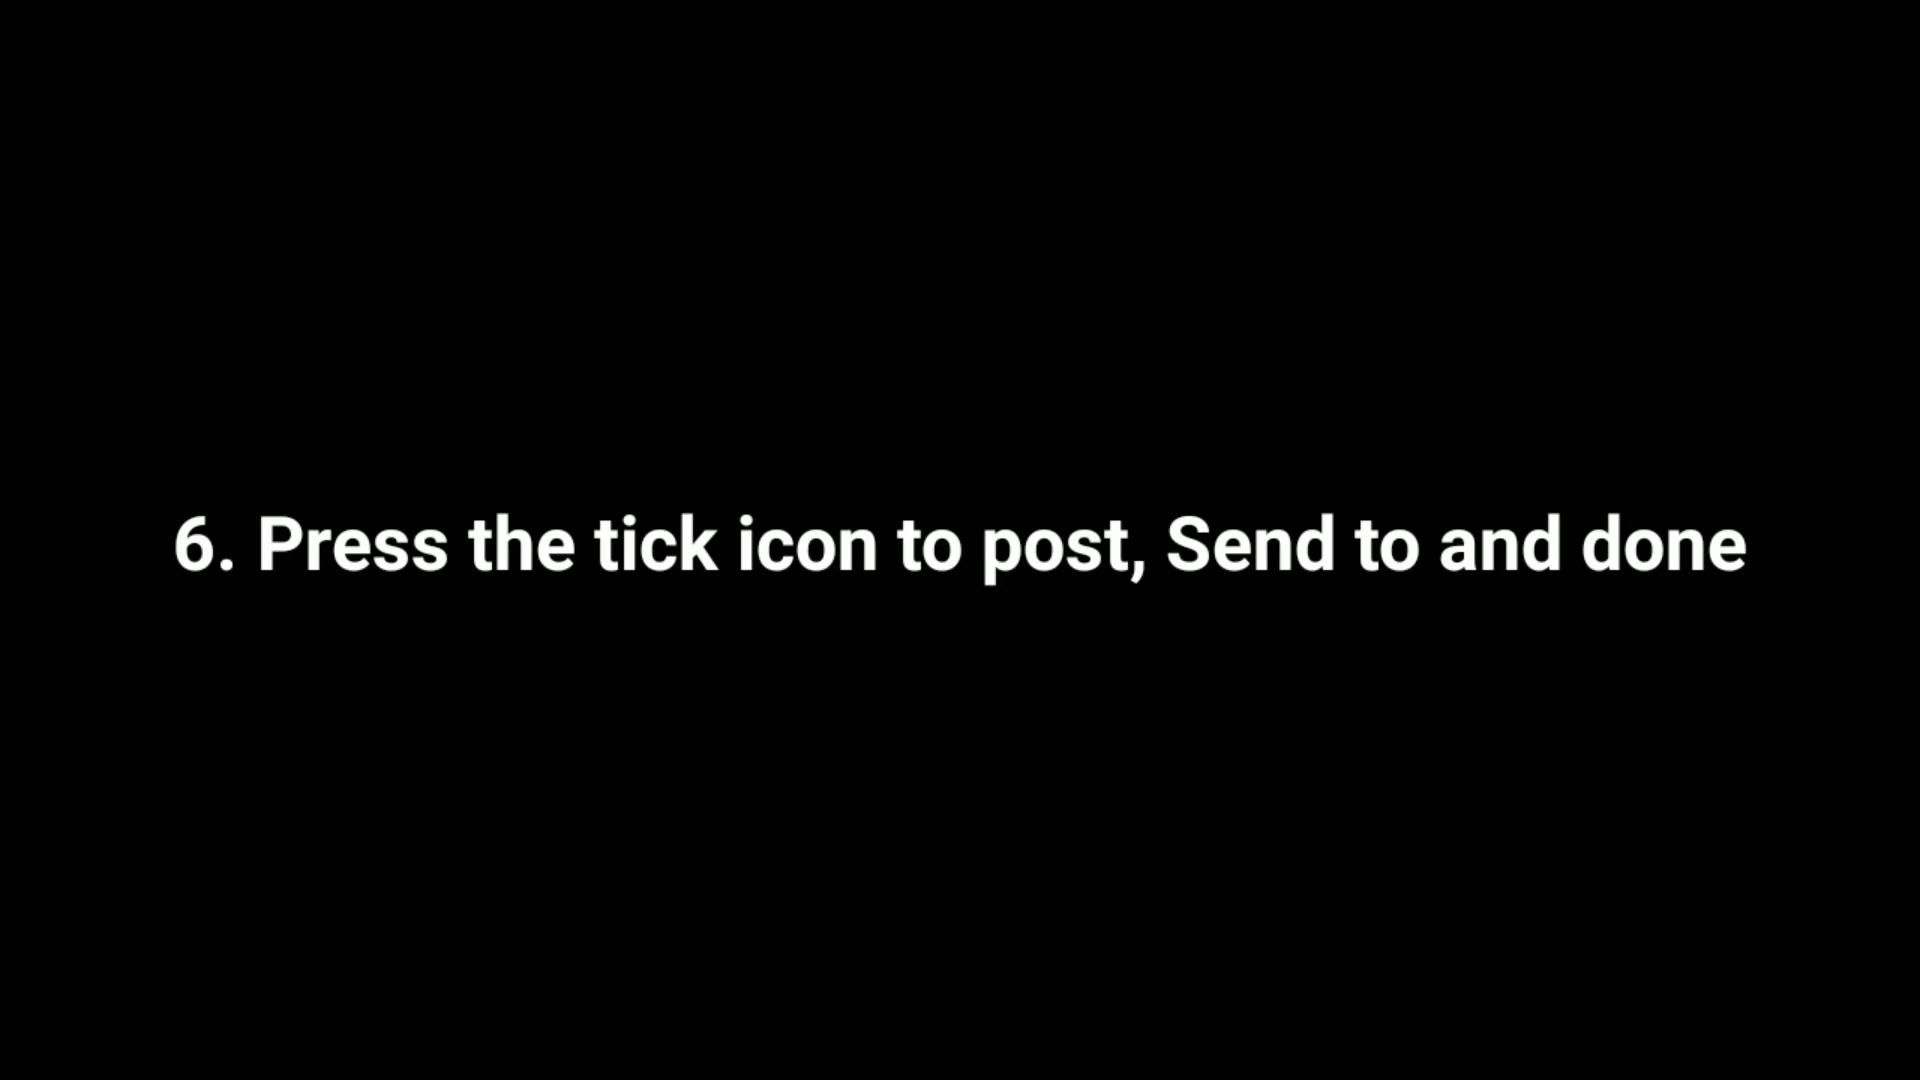 6. Press the tick icon to post, Send to and done